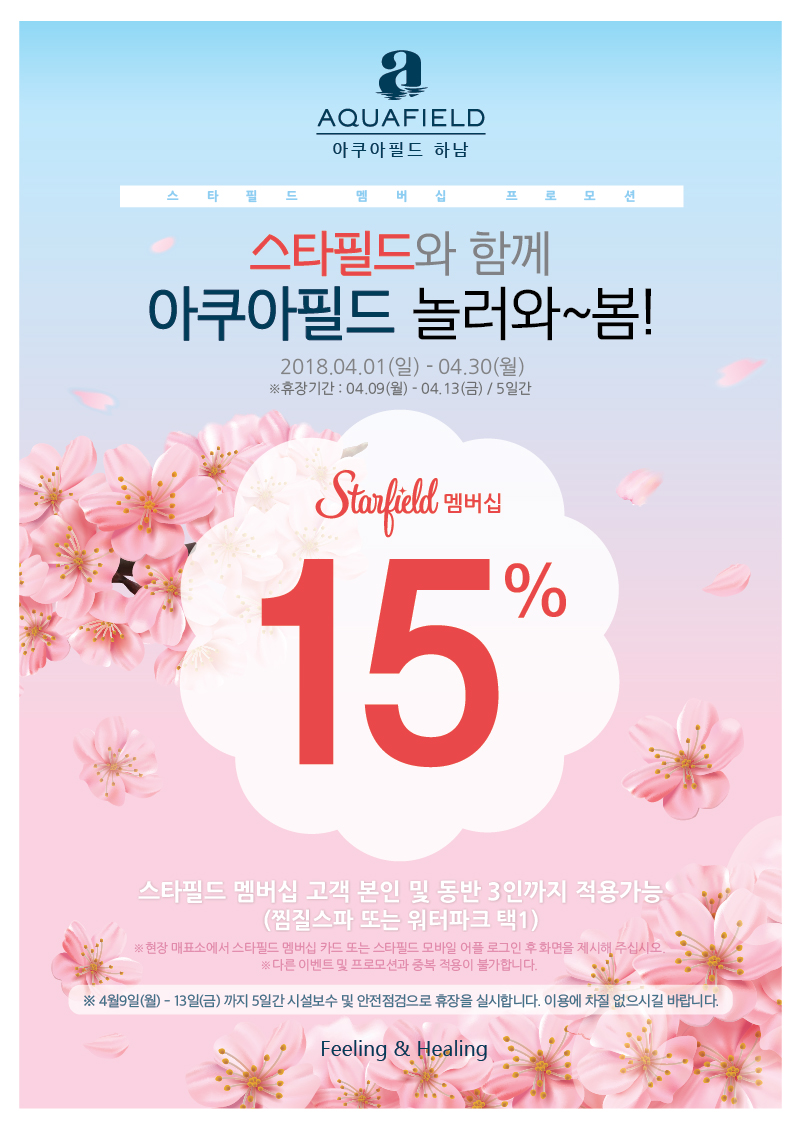 a
AQUAFIELD
아쿠아필드 하남
스타필드 멤버십 프로모션
스타필드와 함께
아쿠아필드 놀러와~봄!
2018.04.01(일) - 04.30(월)
※휴장기간 : 04.09(월) - 04.13(금) / 5일간
Starfield 멤버십
15%
스타필드 멤버십 고객 본인 및 동반 3인까지 적용가능
(찜질스파 또는 워터파크 택1)
※현장 매표소에서 스타필드 멤버십 카드 또는 스타필드 모바일 어플 로그인 후 화면을 제시해 주십시오.
※다른 이벤트 및 프로모션과 중복 적용이 불가합니다.
※ 4월9일(월) - 13일(금) 까지 5일간 시설보수 및 안전점검으로 휴장을 실시합니다. 이용에 차질 없으시길 바랍니다.
Feeling & Healing